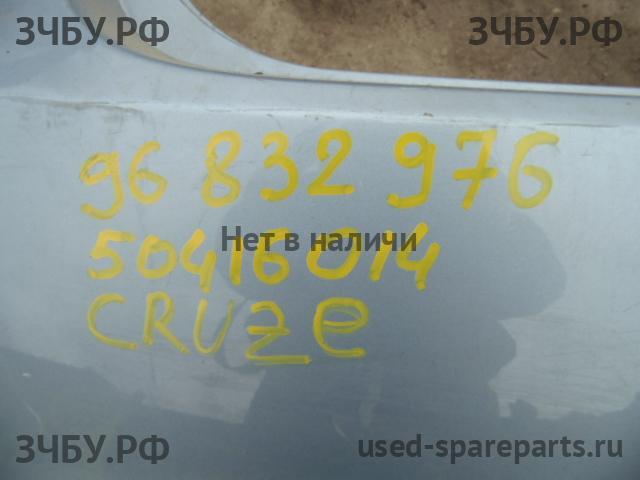 ЗЧБУ.РФ ЗЧБУ.РФ
96 832 976
Нет в наличи
50416014
CRUZE
ЗЧБУ.РФ used-spareparts.ru